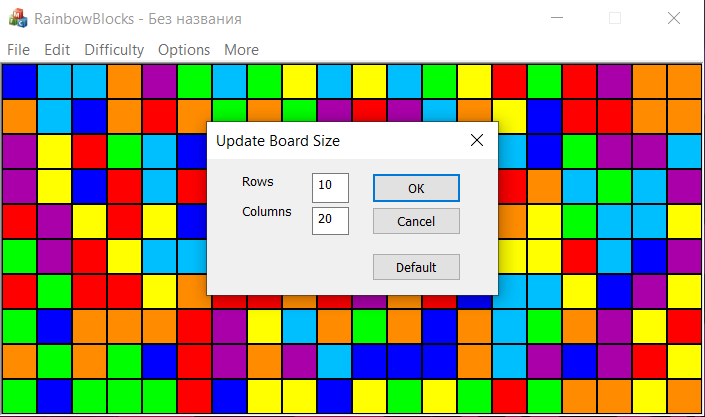 RainbowBlocks - Без названия
File Edit Difficulty Options More
Update Board Size
Rows 10 OK
Columns 20 Cancel
Default